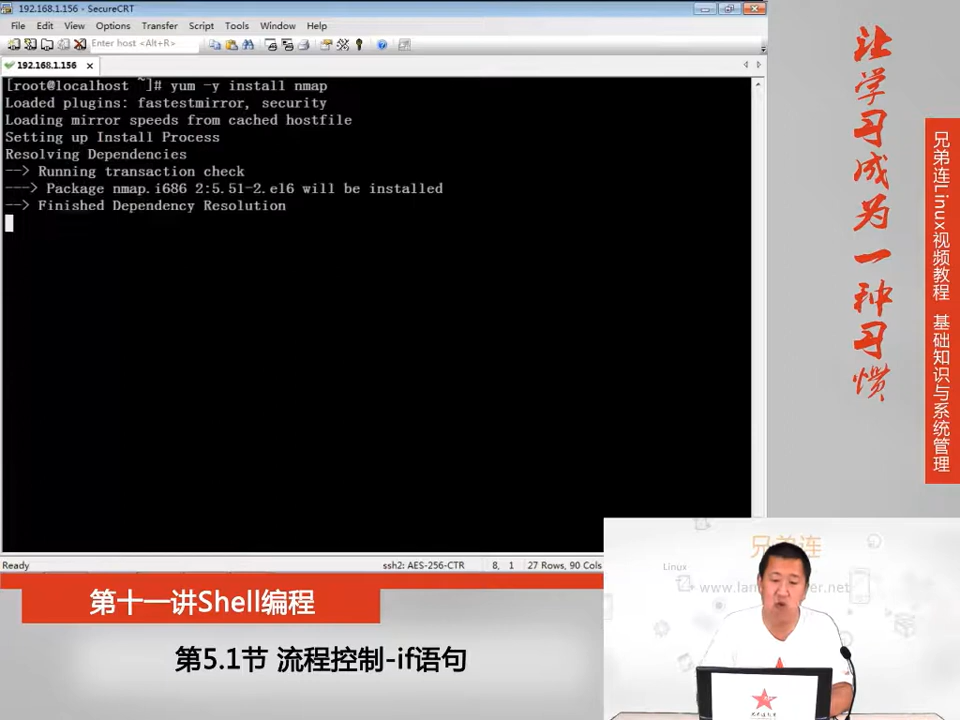 192.168.1.156 - SecureCRT
File Edit View Options Transfer Script Tools Window Help
Enter host <Alt+R>
192.168.1.156
[root@localhost ~]# yum -y install nmap
Loaded plugins: fastestmirror, security
Loading mirror speeds from cached hostfile
Setting up Install Process
Resolving Dependencies
--> Running transaction check
---> Package nmap.i686 2:5.51-2.el6 will be installed
--> Finished Dependency Resolution
Ready ssh2: AES-256-CTR 8, 1 27 Rows, 90 Cols
让学习成为一种习惯
兄弟连Linux视频教程 基础知识与系统管理
兄弟连
Linux
第十一讲Shell编程
第5.1节 流程控制-if语句